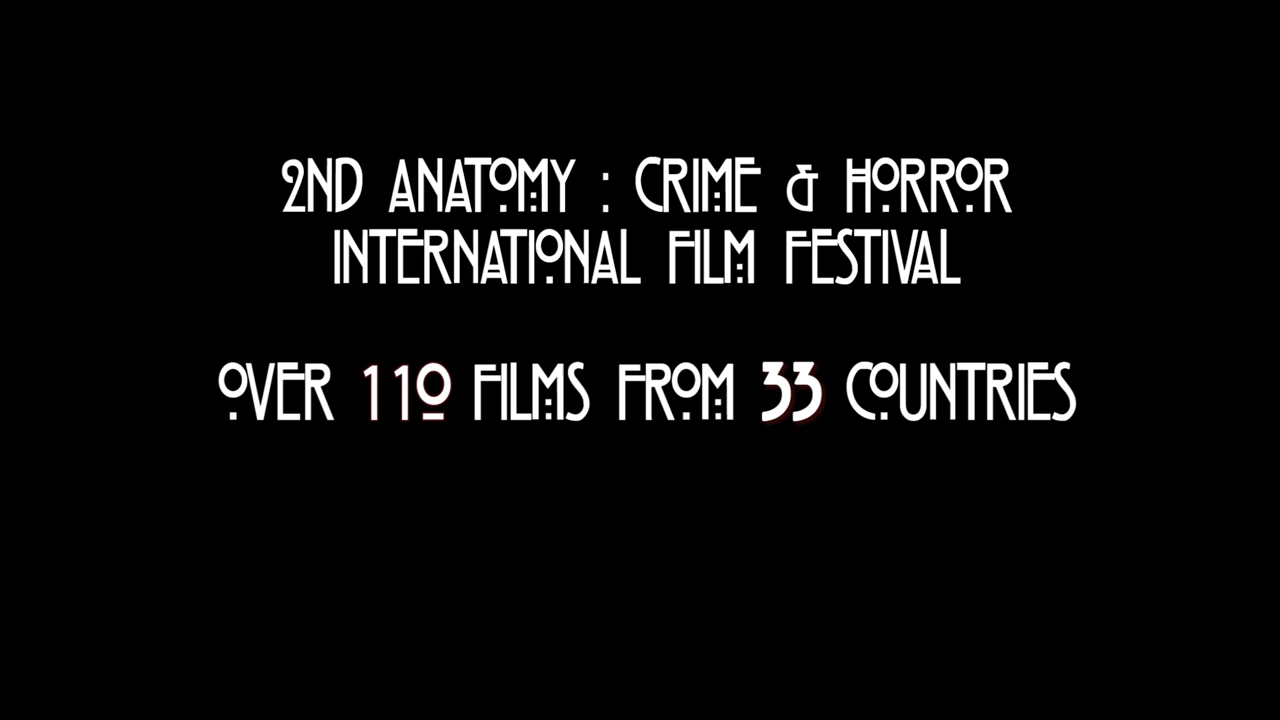 2ND ANATOMY : CRIME & HORROR
INTERNATIONAL FILM FESTIVAL
OVER 110 FILMS FROM 33 COUNTRIES